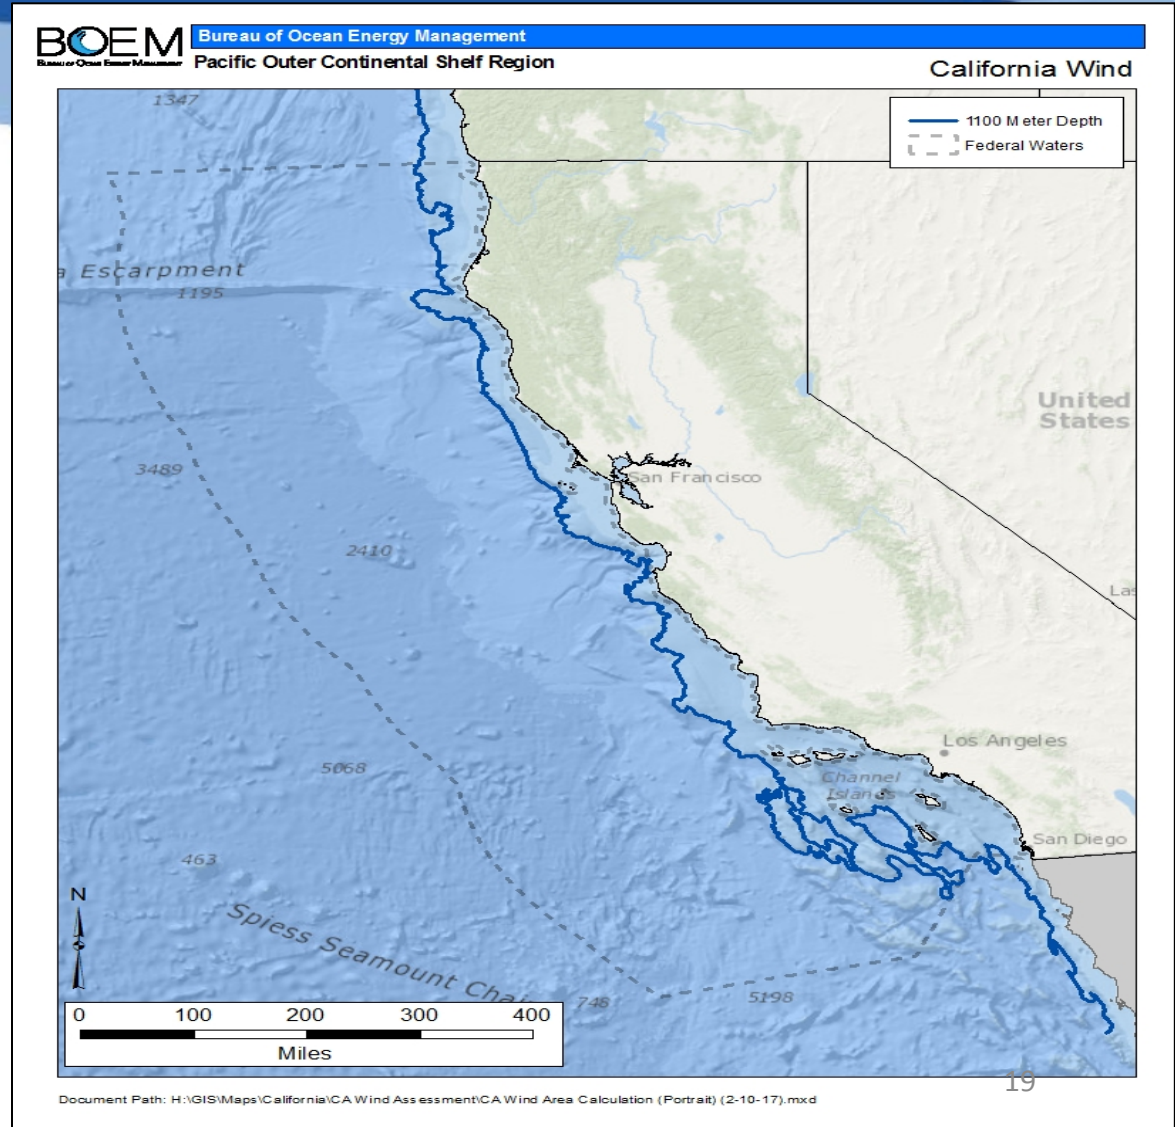 BOEM
Bureau of Ocean Energy Management
Bureau of Ocean Energy Management
Pacific Outer Continental Shelf Region
California Wind
1347
1100 Meter Depth
Federal Waters
a Escarpment
1195
United
States
3489
San Francisco
2410
Las
Los Angeles
5068
Channel
Islands
San Diego
463
N
Spiess Seamount Chai
748
5198
0 100 200 300 400
Miles
19
Document Path: H:\GIS\Maps\California\CA Wind Assessment\CA Wind Area Calculation (Portrait) (2-10-17).mxd